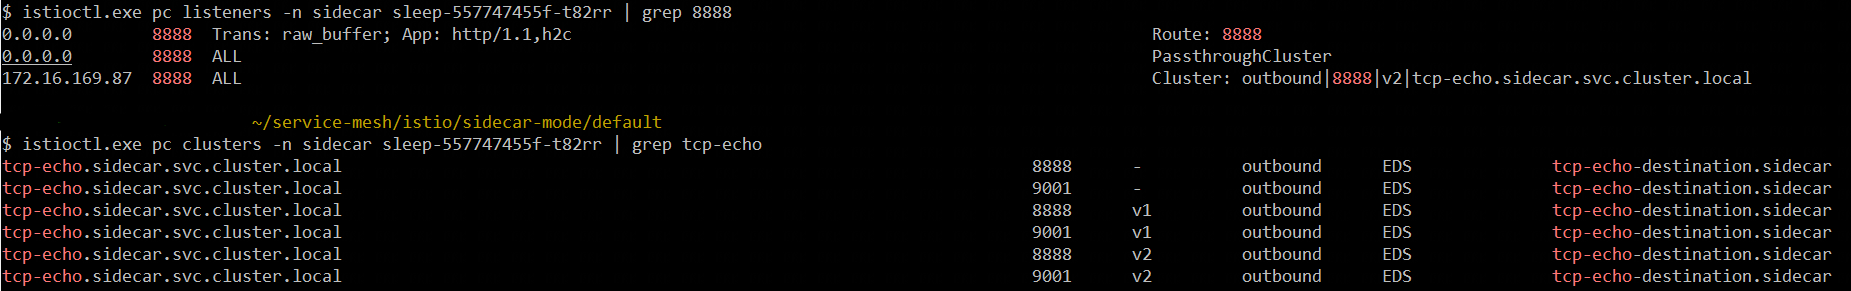 $ istioctl.exe pc listeners -n sidecar sleep-557747455f-t82rr | grep 8888
0.0.0.0        8888  Trans: raw_buffer; App: http/1.1,h2c                                                         Route: 8888
0.0.0.0        8888  ALL                                                                                          PassthroughCluster
172.16.169.87  8888  ALL                                                                                          Cluster: outbound|8888|v2|tcp-echo.sidecar.svc.cluster.local
~/service-mesh/istio/sidecar-mode/default
$ istioctl.exe pc clusters -n sidecar sleep-557747455f-t82rr | grep tcp-echo
tcp-echo.sidecar.svc.cluster.local                                                                    8888      -          outbound      EDS              tcp-echo-destination.sidecar
tcp-echo.sidecar.svc.cluster.local                                                                    9001      -          outbound      EDS              tcp-echo-destination.sidecar
tcp-echo.sidecar.svc.cluster.local                                                                    8888      v1         outbound      EDS              tcp-echo-destination.sidecar
tcp-echo.sidecar.svc.cluster.local                                                                    9001      v1         outbound      EDS              tcp-echo-destination.sidecar
tcp-echo.sidecar.svc.cluster.local                                                                    8888      v2         outbound      EDS              tcp-echo-destination.sidecar
tcp-echo.sidecar.svc.cluster.local                                                                    9001      v2         outbound      EDS              tcp-echo-destination.sidecar